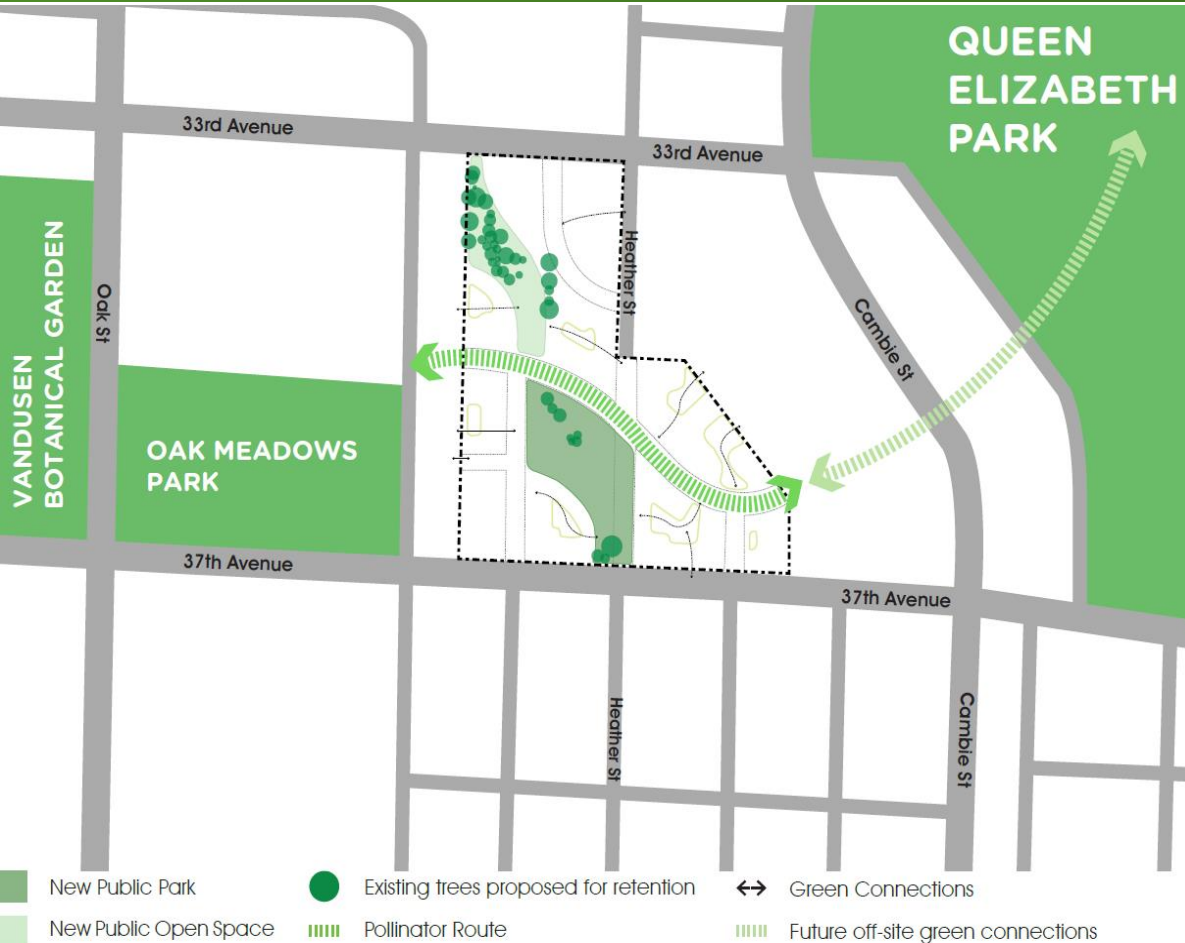 QUEEN
ELIZABETH
PARK
33rd Avenue
33rd Avenue
VANDUSEN
BOTANICAL GARDEN
Oak St
Heather St
Cambie St
OAK MEADOWS
PARK
37th Avenue
37th Avenue
Heather St
Cambie St
New Public Park
Existing trees proposed for retention
Green Connections
New Public Open Space
Pollinator Route
Future off-site green connections